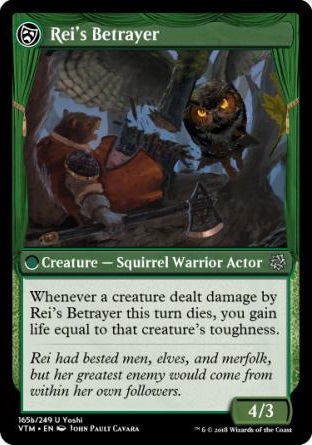 Rei's Betrayer
Creature — Squirrel Warrior Actor
Whenever a creature dealt damage by
Rei's Betrayer this turn dies, you gain
life equal to that creature's toughness.
Rei had bested men, elves, and merfolk,
but her greatest enemy would come from
within her own followers.
4/3
165b/249 U Yoshi
VTM • EN John Pault Cavara
™ & © 2018 Wizards of the Coast